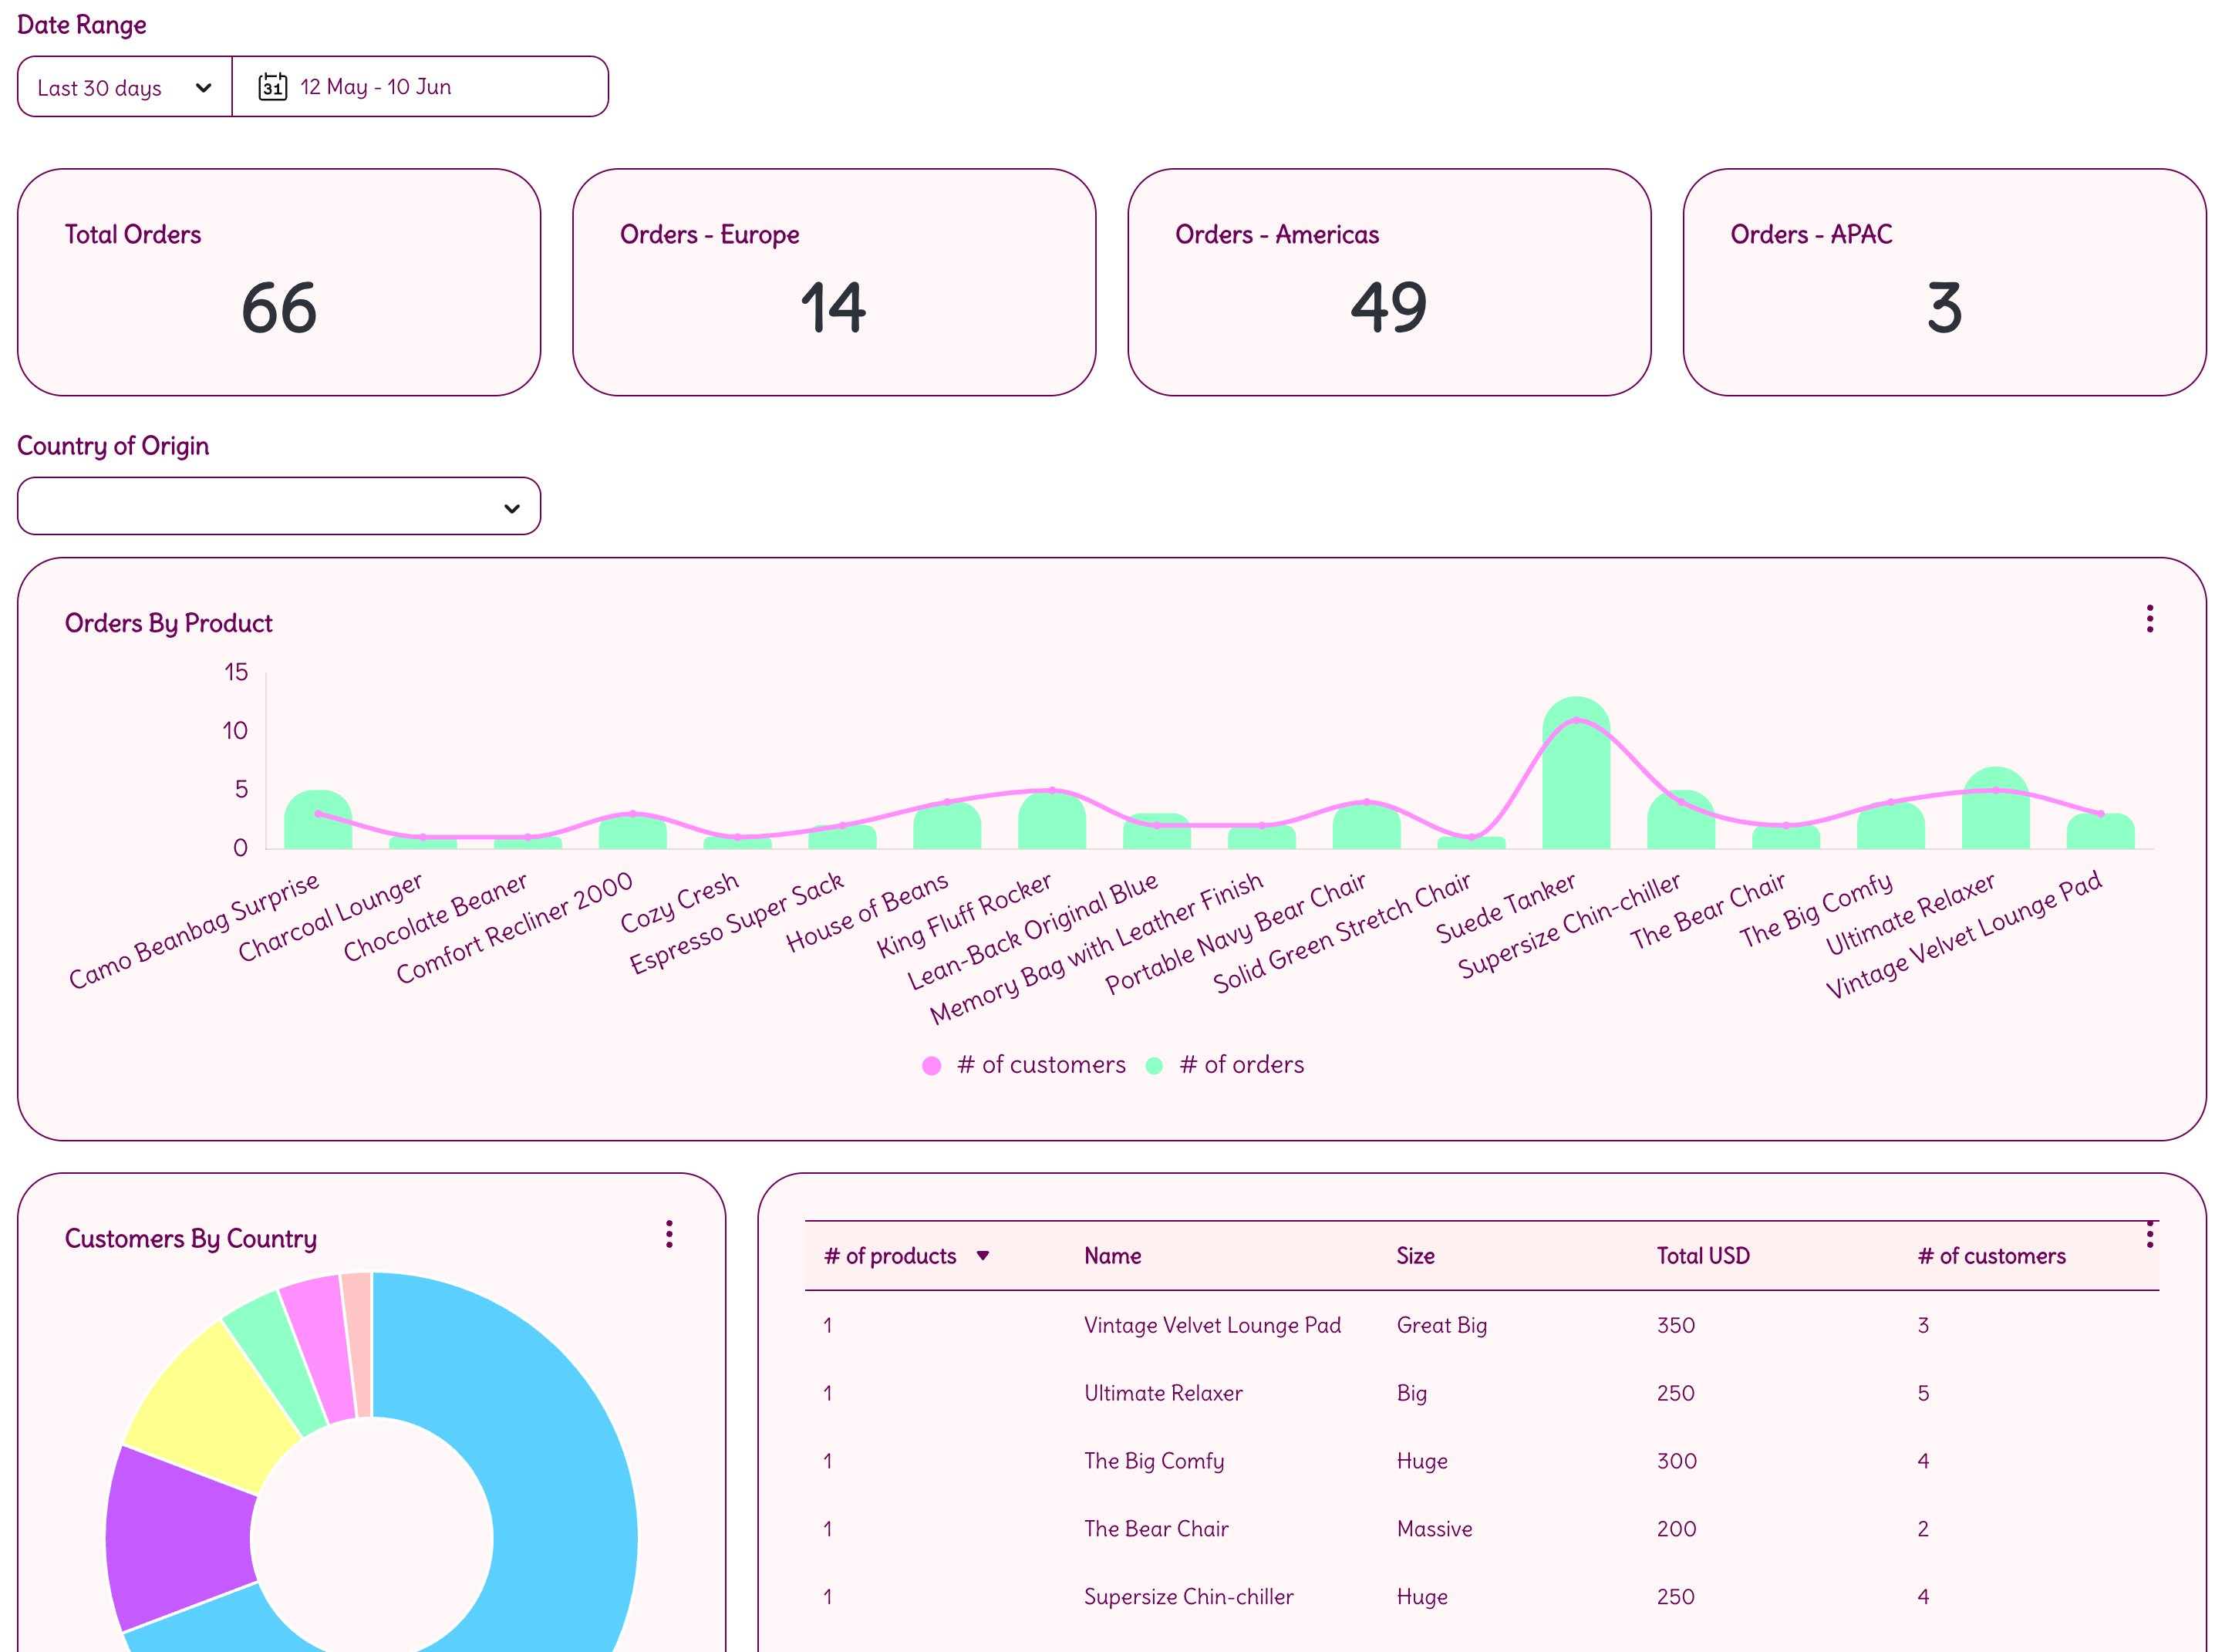 Date Range
Last 30 days
31
12 May - 10 Jun
Total Orders
66
Orders - Europe
14
Orders - Americas
49
Orders - APAC
3
Country of Origin
Orders By Product
15
10
5
0
Camo Beanbag Surprise
Charcoal Lounger
Chocolate Beaner
Comfort Recliner 2000
Cozy Cresh
Espresso Super Sack
House of Beans
King Fluff Rocker
Lean-Back Original Blue
Memory Bag with Leather Finish
Portable Navy Bear Chair
Solid Green Stretch Chair
Suede Tanker
Supersize Chin-chiller
The Bear Chair
The Big Comfy
Ultimate Relaxer
Vintage Velvet Lounge Pad
# of customers # of orders
Customers By Country
# of products Name Size Total USD # of customers
1 Vintage Velvet Lounge Pad Great Big 350 3
1 Ultimate Relaxer Big 250 5
1 The Big Comfy Huge 300 4
1 The Bear Chair Massive 200 2
1 Supersize Chin-chiller Huge 250 4